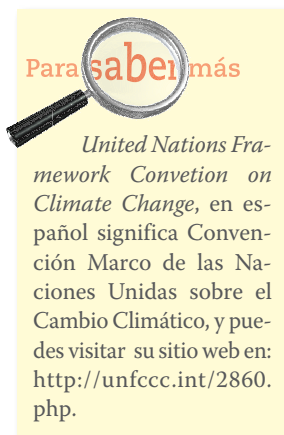 Para saber más
United Nations Fra-
mework Convetion on
Climate Change, en es-
pañol significa Conven-
ción Marco de las Na-
ciones Unidas sobre el
Cambio Climático, y pue-
des visitar su sitio web en:
http://unfccc.int/2860.
php.